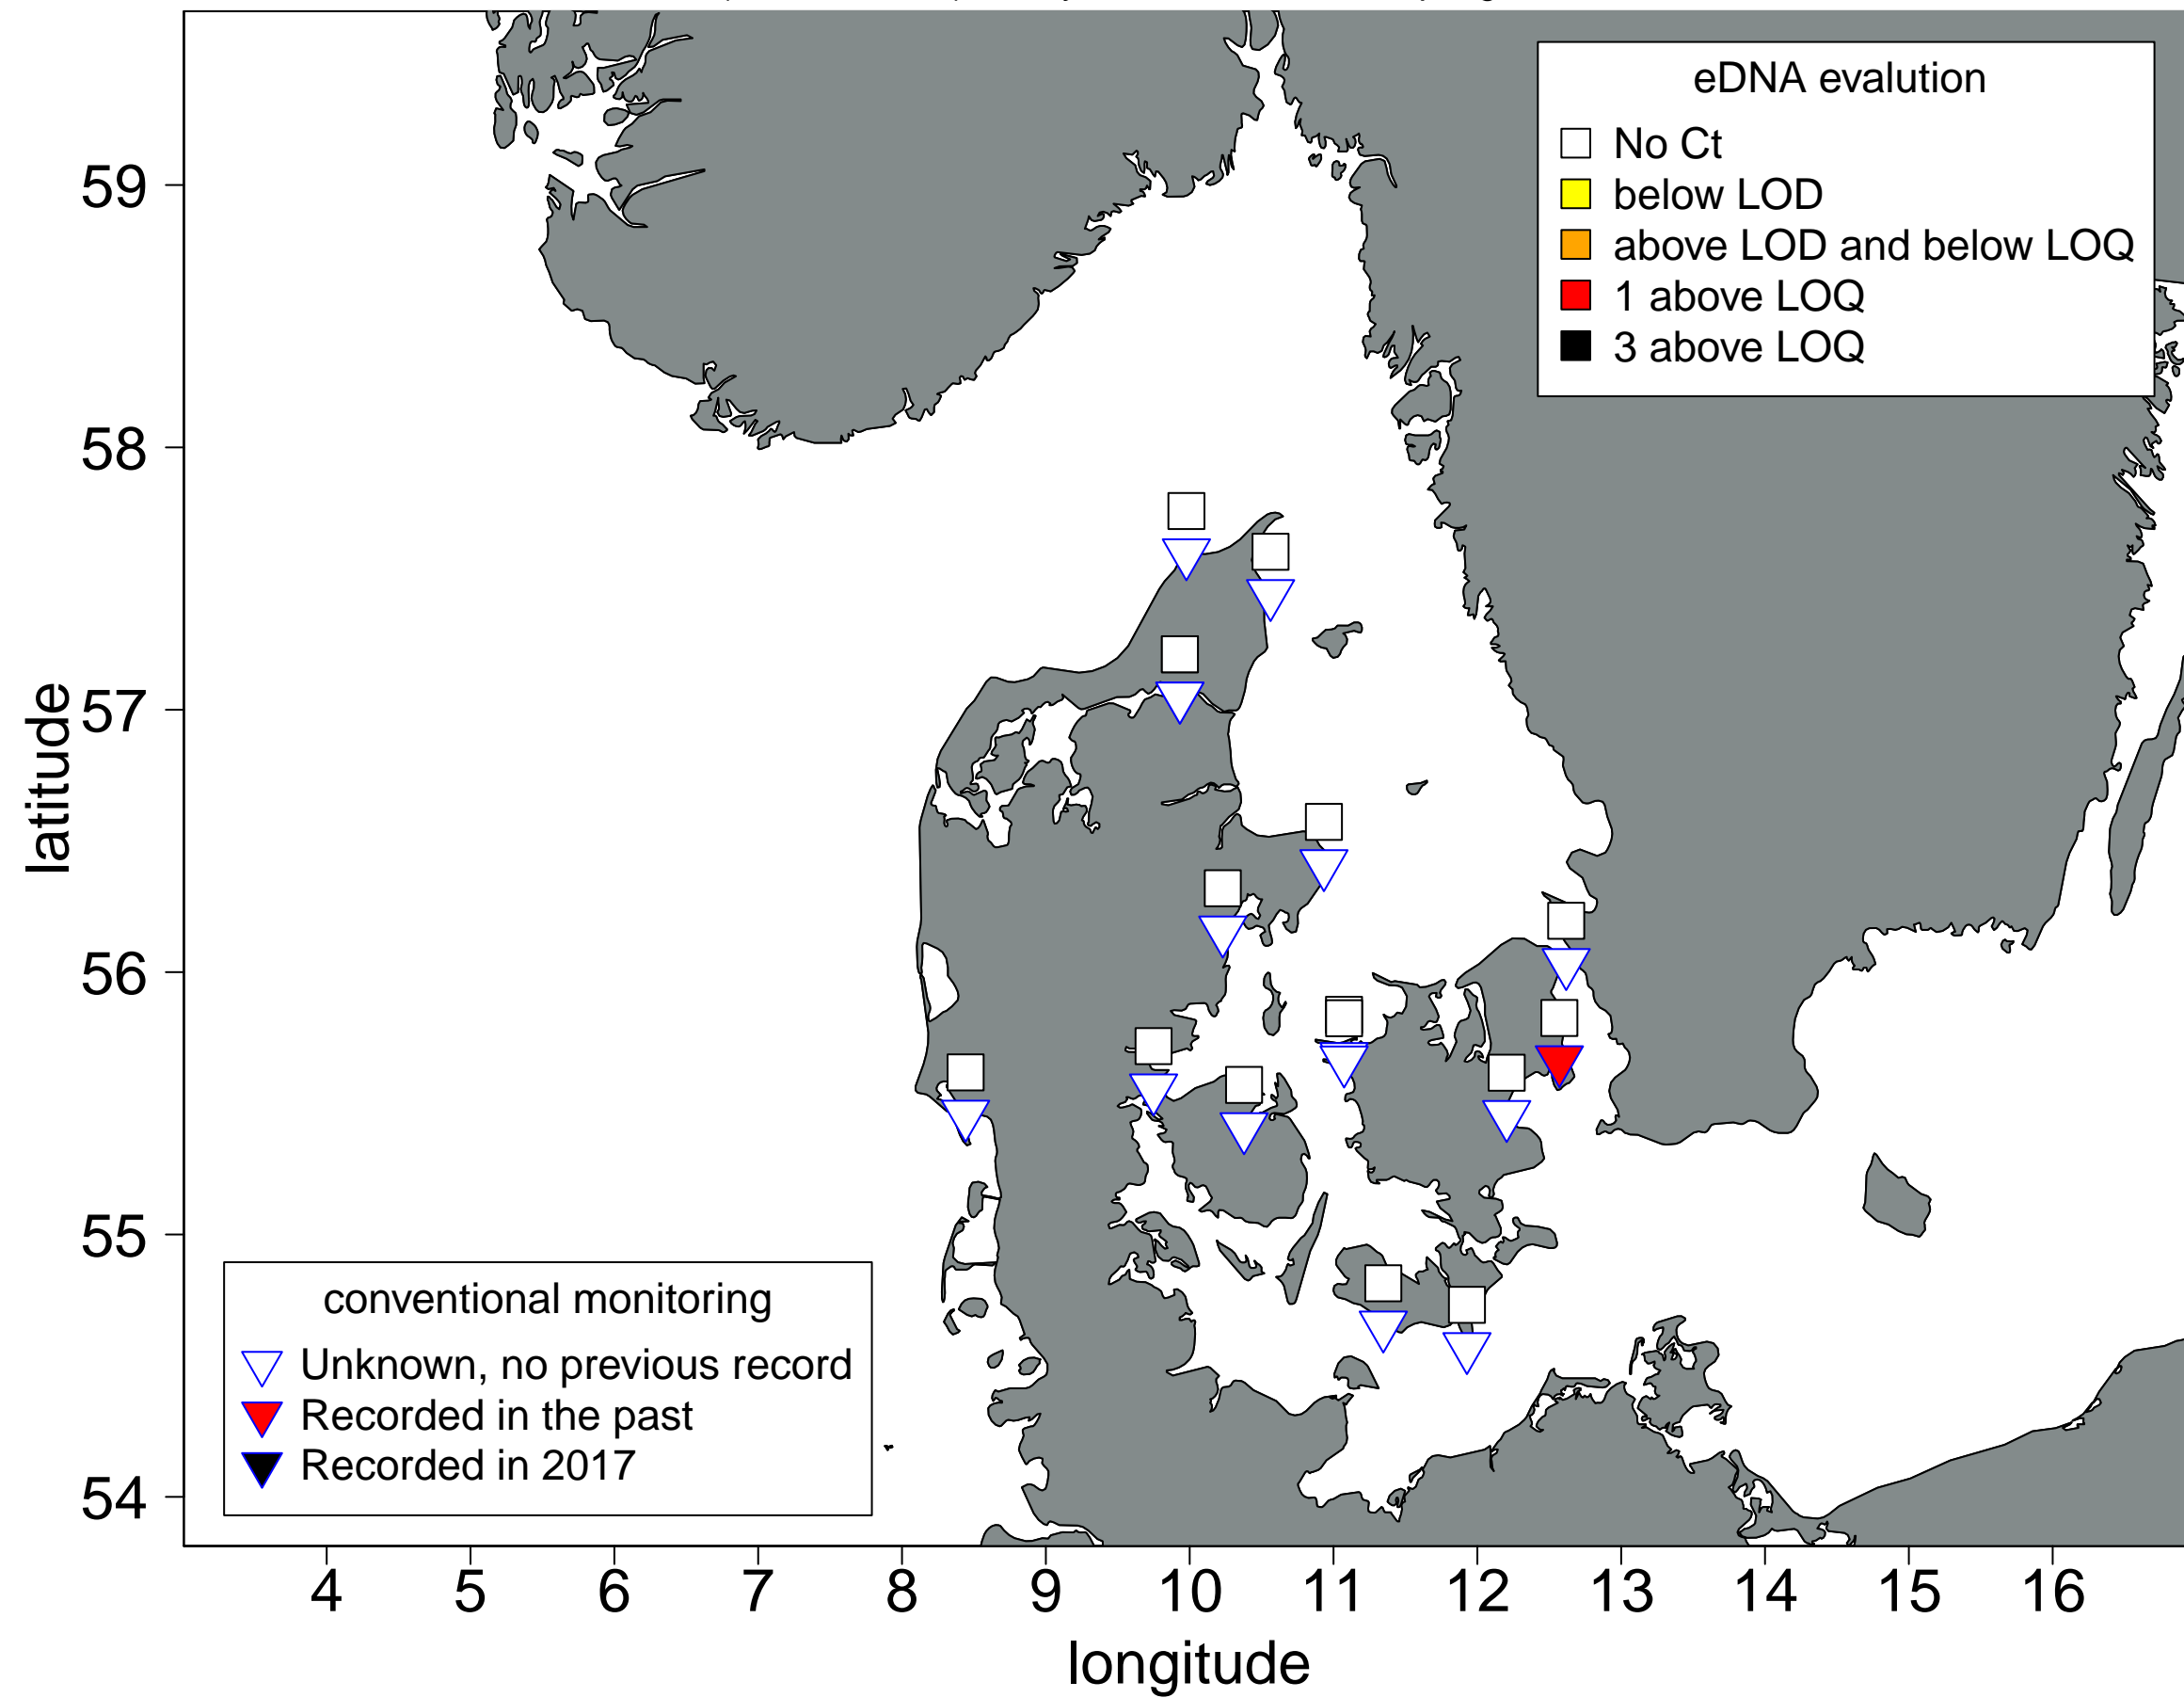 eDNA evalution
No Ct
below LOD
above LOD and below LOQ
1 above LOQ
3 above LOQ
59
58
57
56
55
54
latitude
conventional monitoring
Unknown, no previous record
Recorded in the past
Recorded in 2017
4 5 6 7 8 9 10 11 12 13 14 15 16
longitude